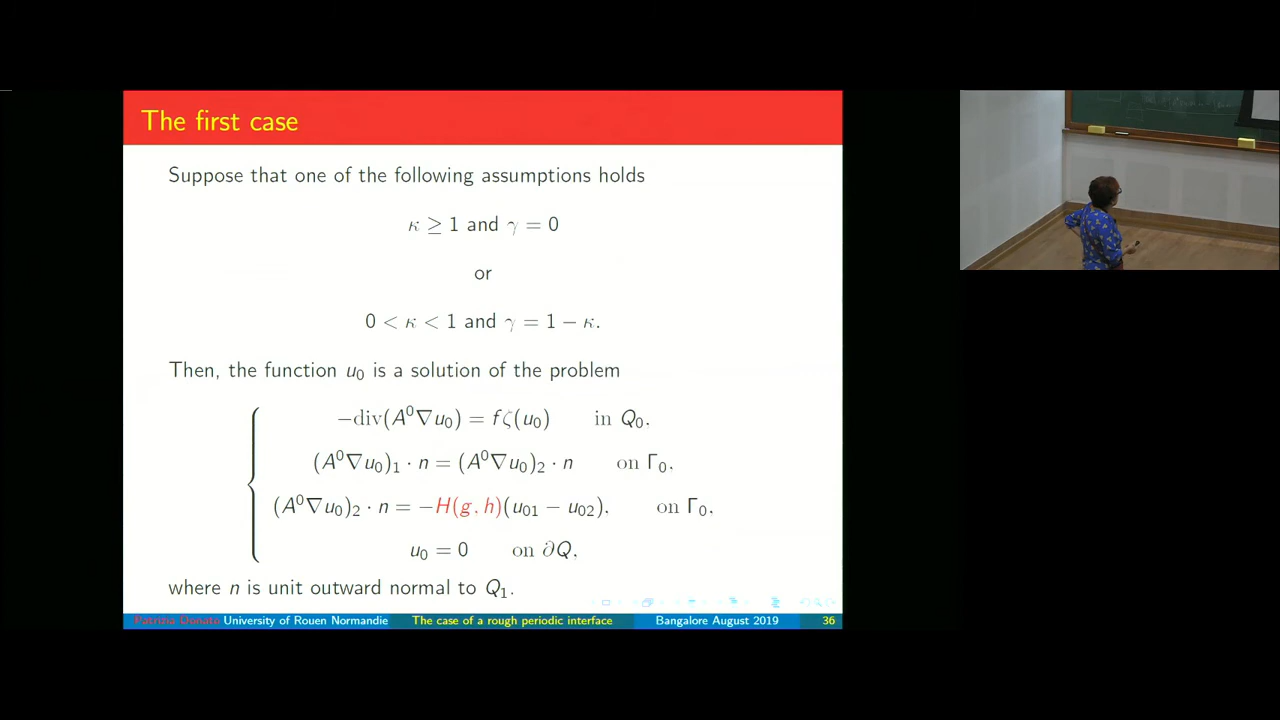 The first case
Suppose that one of the following assumptions holds
κ ≥ 1 and γ = 0
or
0 < κ < 1 and γ = 1 − κ.
Then, the function u₀ is a solution of the problem
−div(A⁰∇u₀) = fζ(u₀) in Q₀,
(A⁰∇u₀)₁ · n = (A⁰∇u₀)₂ · n on Γ₀,
(A⁰∇u₀)₂ · n = −H(g, h)(u₀₁ − u₀₂), on Γ₀,
u₀ = 0 on ∂Q,
where n is unit outward normal to Q₁.
Patrizia Donato University of Rouen Normandie The case of a rough periodic interface Bangalore August 2019 36